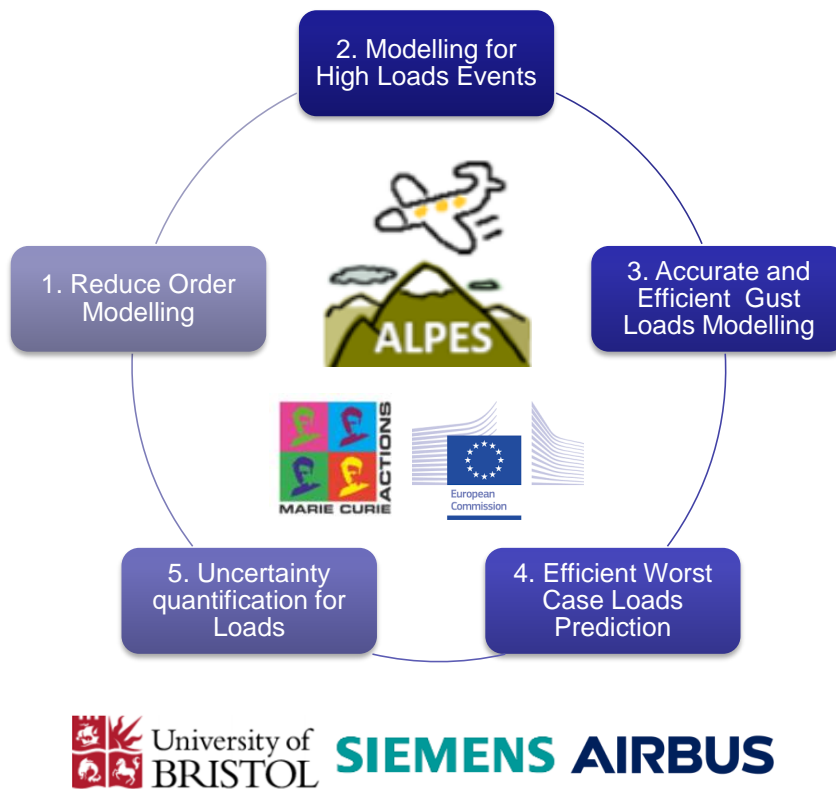 2. Modelling for
High Loads Events
1. Reduce Order
Modelling
3. Accurate and
Efficient Gust
Loads Modelling
ALPES
MARIE CURIE
ACTIONS
European
Commission
5. Uncertainty
quantification for
Loads
4. Efficient Worst
Case Loads
Prediction
University of
BRISTOL
SIEMENS
AIRBUS